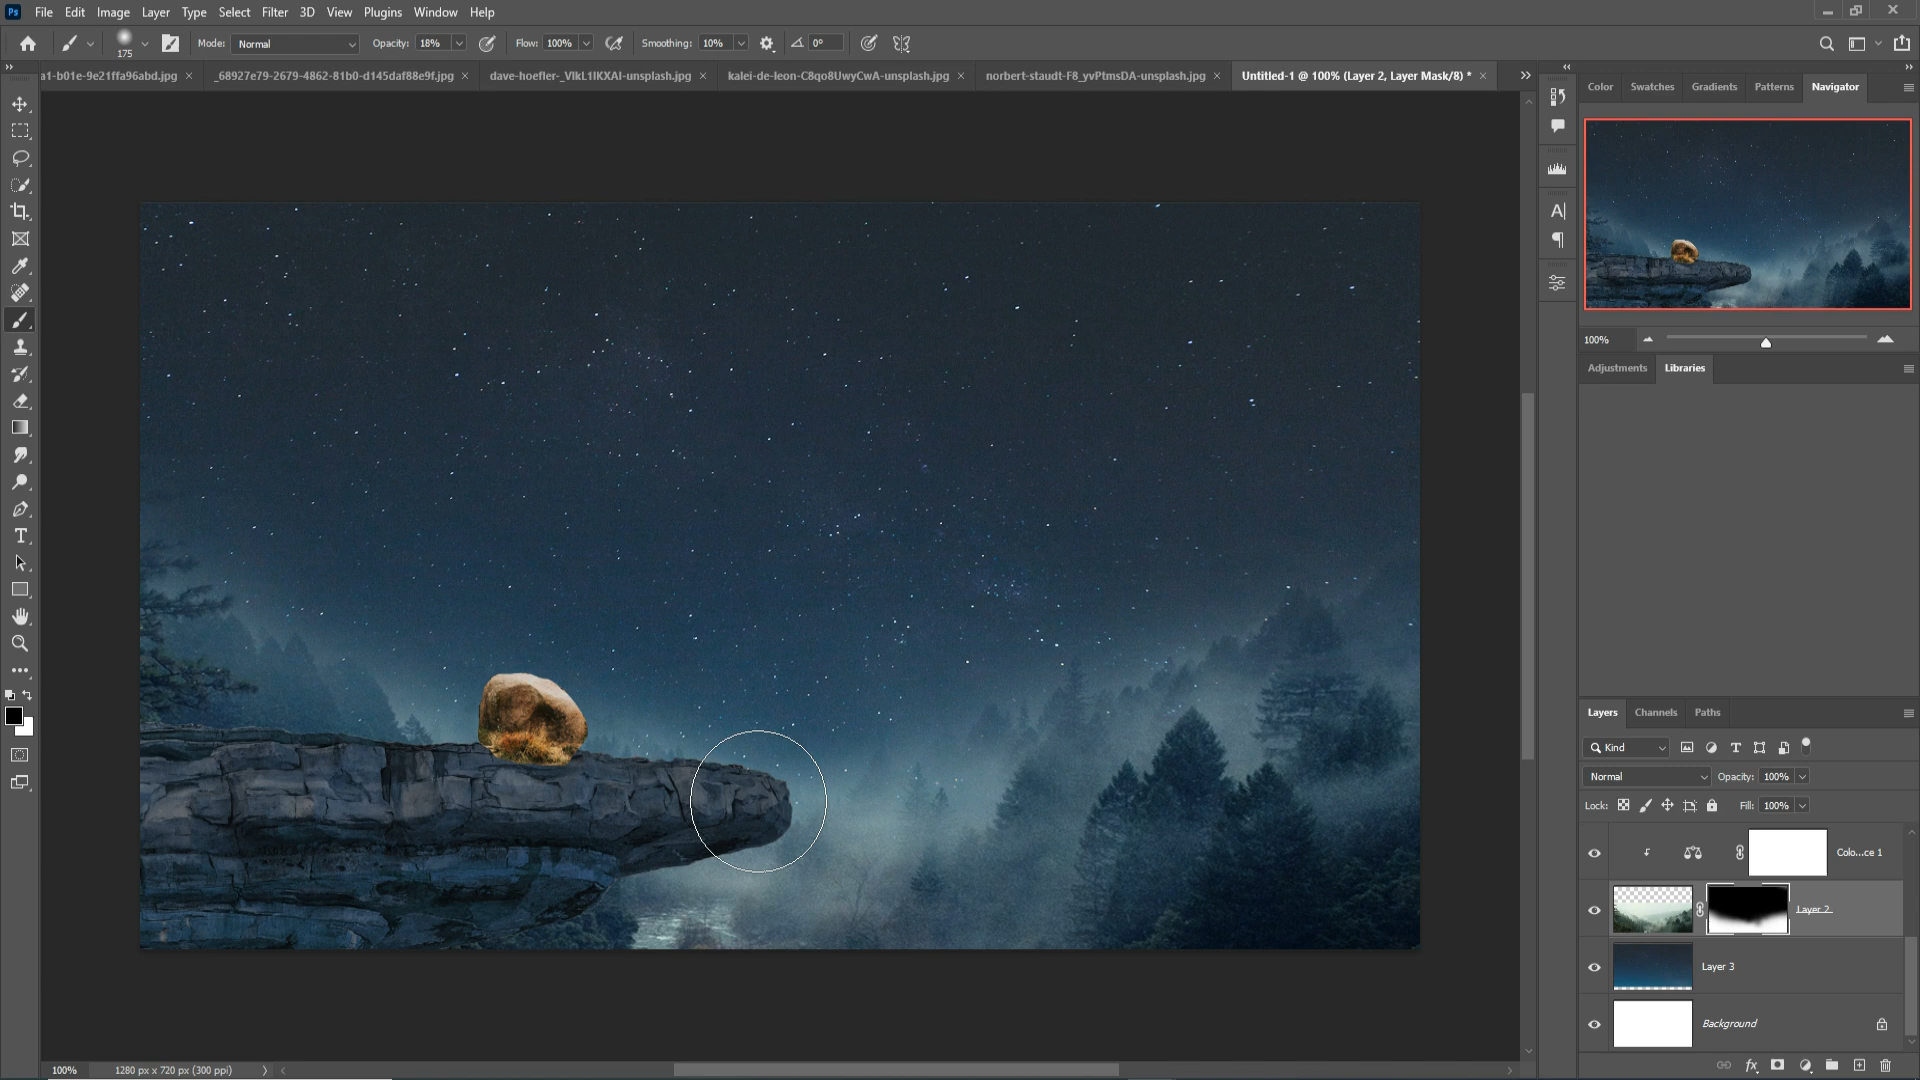 Ps File Edit Image Layer Type Select Filter 3D View Plugins Window Help
175 Mode: Normal Opacity: 18% Flow: 100% Smoothing: 10% 0°
a1-b01e-9e21ffa96abd.jpg × _68927e79-2679-4862-81b0-d145daf88e9f.jpg × dave-hoefler-_VlkL1IKXAI-unsplash.jpg × kalei-de-leon-C8qo8UwyCwA-unsplash.jpg × norbert-staudt-F8_yvPtmsDA-unsplash.jpg × Untitled-1 @ 100% (Layer 2, Layer Mask/8) * ×
Color Swatches Gradients Patterns Navigator
100%
Adjustments Libraries
Layers Channels Paths
Kind
Normal Opacity: 100%
Lock: Fill: 100%
Colo...ce 1
Layer 2
Layer 3
Background
100% 1280 px x 720 px (300 ppi)